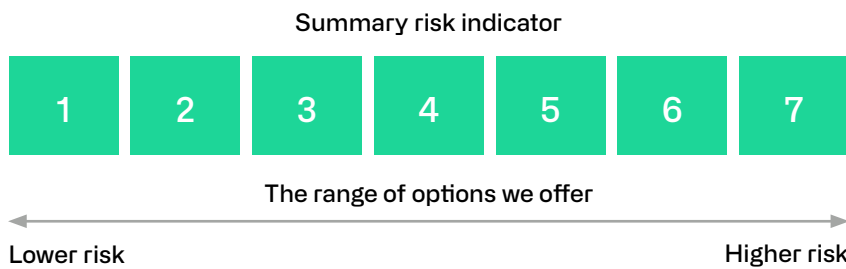 Summary risk indicator
1 2 3 4 5 6 7
The range of options we offer
Lower risk Higher risk